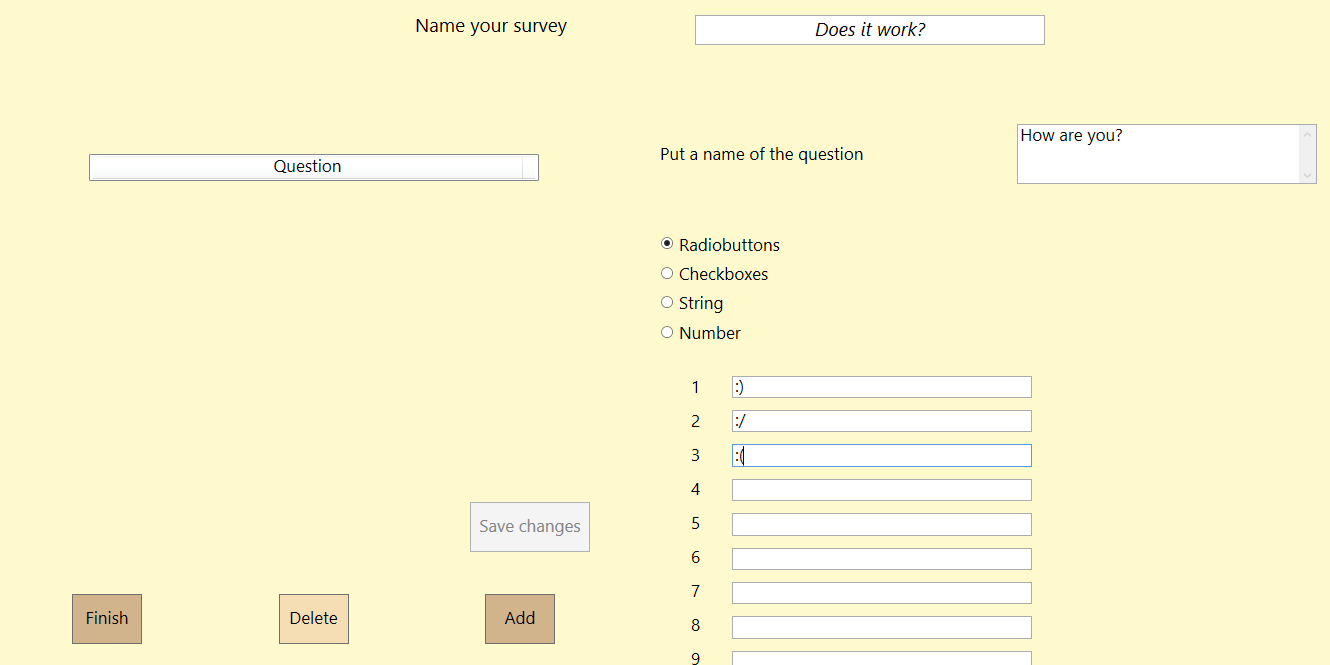 Name your survey
Does it work?
Question
Put a name of the question
How are you?
Radiobuttons
Checkboxes
String
Number
1 :)
2 :/
3 :(
4
5
6
7
8
9
Save changes
Finish Delete Add